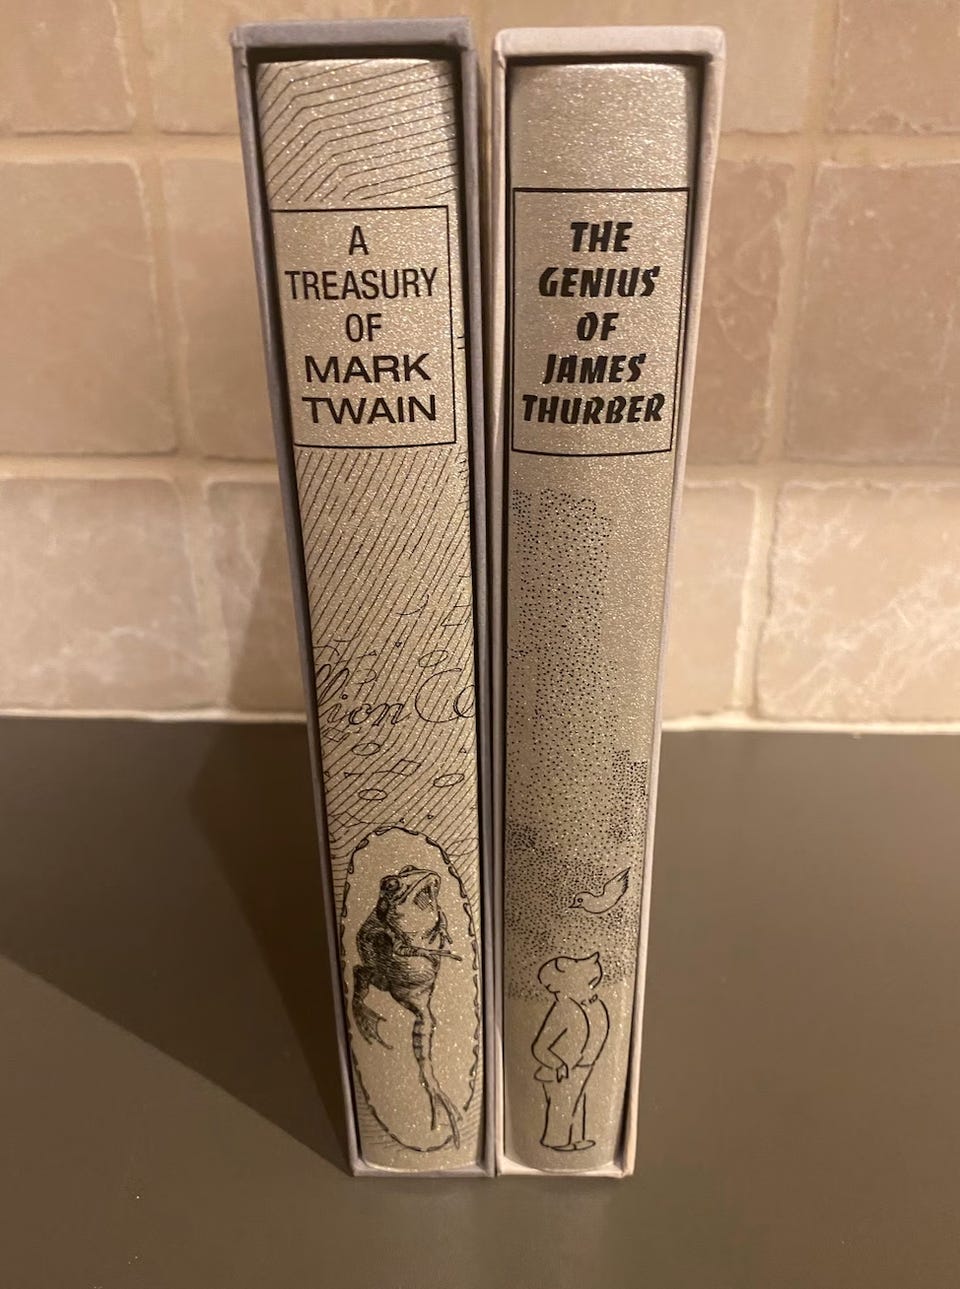 A
TREASURY
OF
MARK
TWAIN
THE
GENIUS
OF
JAMES
THURBER